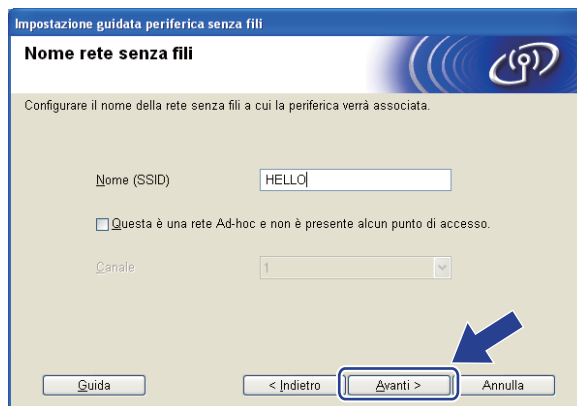 Impostazione guidata periferica senza fili
Nome rete senza fili
Configurare il nome della rete senza fili a cui la periferica verrà associata.
Nome (SSID) HELLO
Questa è una rete Ad-hoc e non è presente alcun punto di accesso.
Canale 1
Guida < Indietro Avanti > Annulla